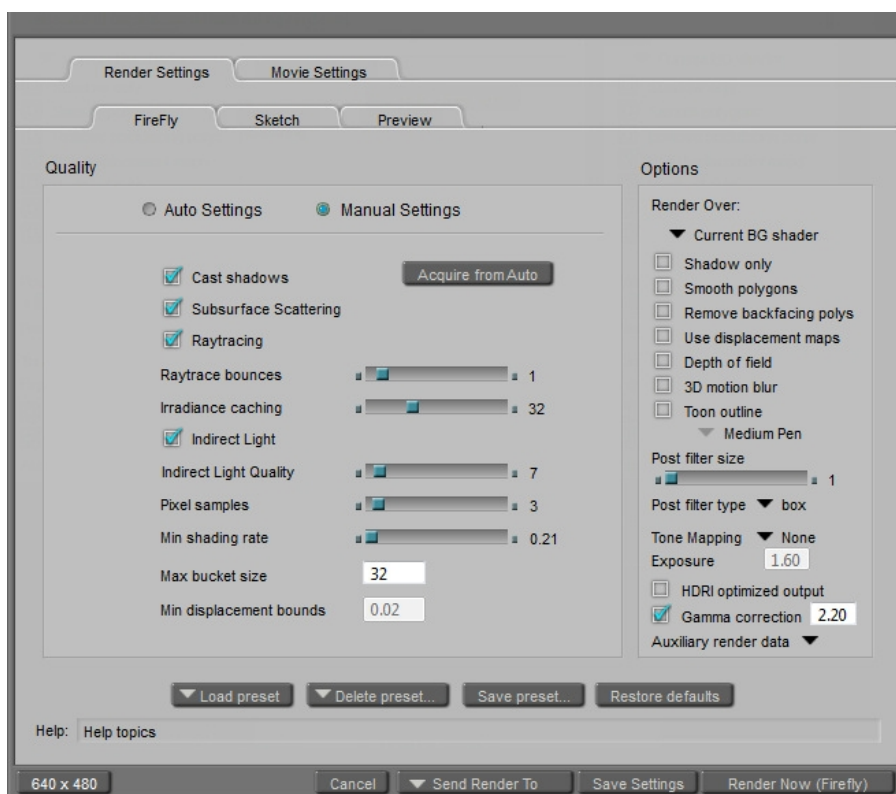 Render Settings Movie Settings
FireFly Sketch Preview
Quality
Auto Settings Manual Settings
Cast shadows Acquire from Auto
Subsurface Scattering
Raytracing
Raytrace bounces 1
Irradiance caching 32
Indirect Light
Indirect Light Quality 7
Pixel samples 3
Min shading rate 0.21
Max bucket size 32
Min displacement bounds 0.02
Options
Render Over:
Current BG shader
Shadow only
Smooth polygons
Remove backfacing polys
Use displacement maps
Depth of field
3D motion blur
Toon outline
Medium Pen
Post filter size
1
Post filter type box
Tone Mapping None
Exposure 1.60
HDRI optimized output
Gamma correction 2.20
Auxiliary render data
Load preset Delete preset... Save preset... Restore defaults
Help: Help topics
640 x 480 Cancel Send Render To Save Settings Render Now (Firefly)